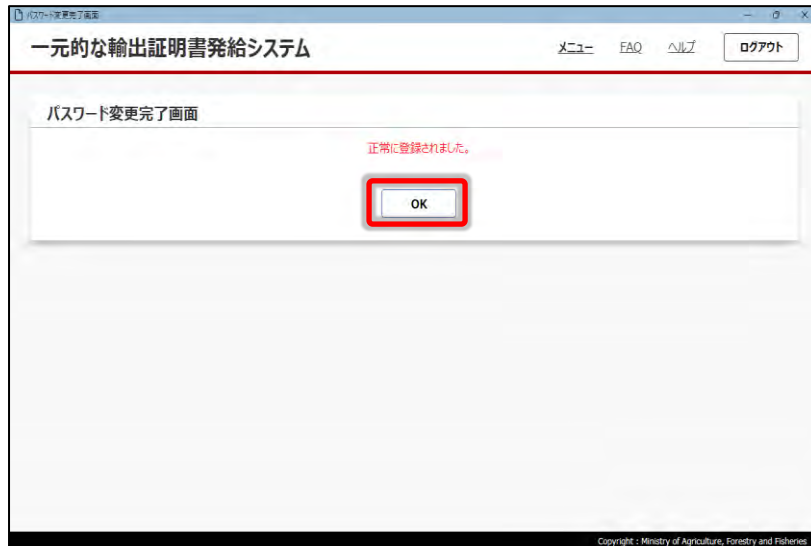 パスワード変更完了画面
一元的な輸出証明書発給システム
メニュー FAQ ヘルプ ログアウト
パスワード変更完了画面
正常に登録されました。
OK
Copyright : Ministry of Agriculture, Forestry and Fisheries